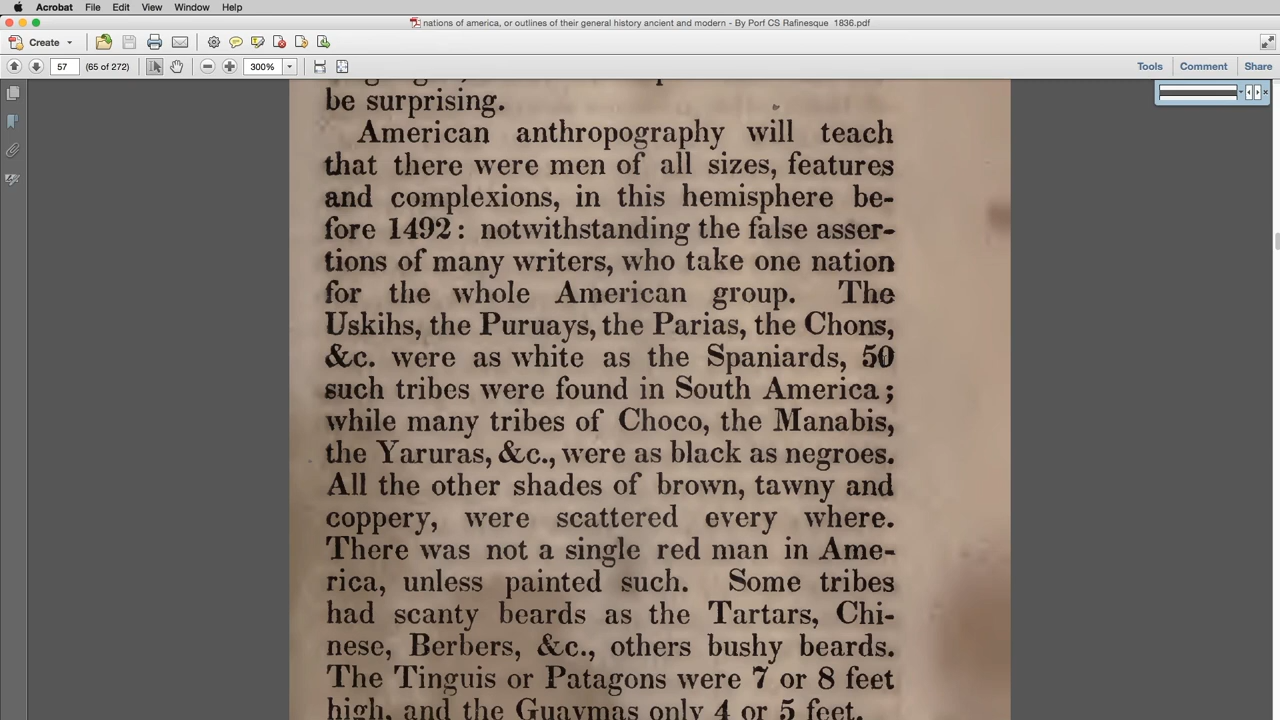 Acrobat File Edit View Window Help
nations of america, or outlines of their general history ancient and modern - By Porf CS Rafinesque 1836.pdf
Create
57 (65 of 272) 300% Tools Comment Share
be surprising.
American anthropography will teach
that there were men of all sizes, features
and complexions, in this hemisphere be-
fore 1492: notwithstanding the false asser-
tions of many writers, who take one nation
for the whole American group. The
Uskihs, the Puruays, the Parias, the Chons,
&c. were as white as the Spaniards, 50
such tribes were found in South America;
while many tribes of Choco, the Manabis,
the Yaruras, &c., were as black as negroes.
All the other shades of brown, tawny and
coppery, were scattered every where.
There was not a single red man in Ame-
rica, unless painted such. Some tribes
had scanty beards as the Tartars, Chi-
nese, Berbers, &c., others bushy beards.
The Tinguis or Patagons were 7 or 8 feet
high, and the Guaymas only 4 or 5 feet.